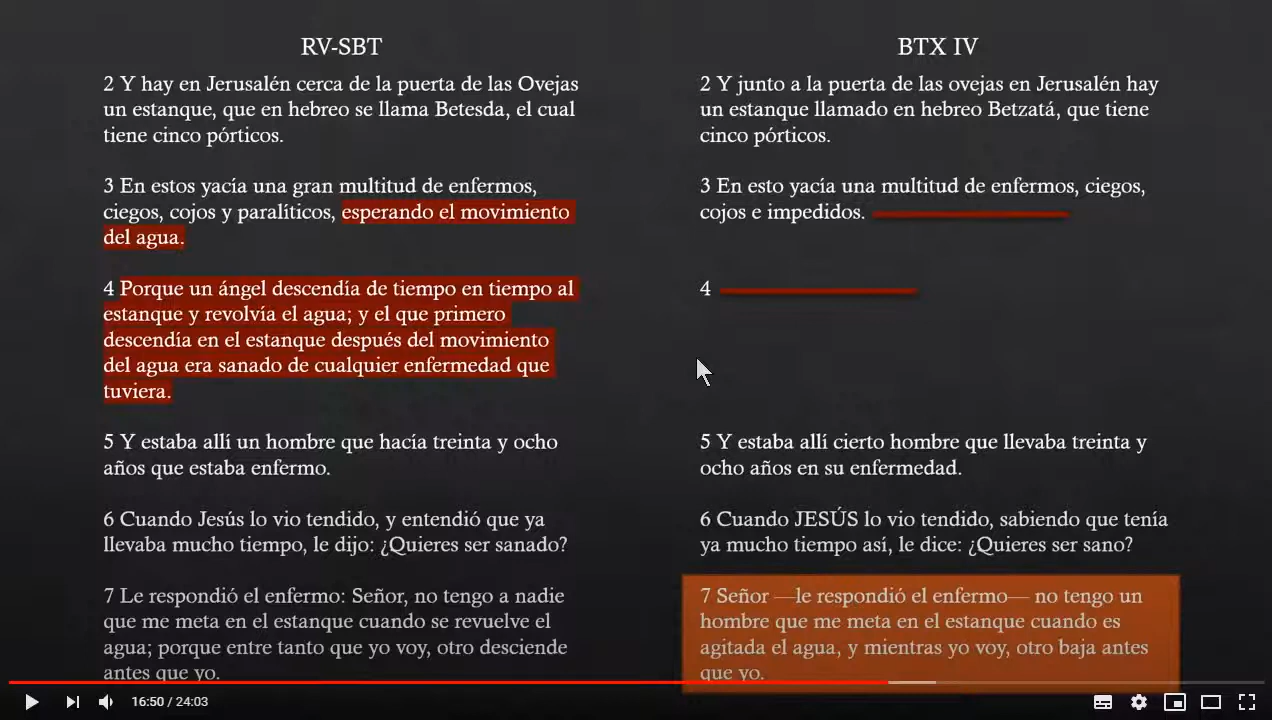 RV-SBT
2 Y hay en Jerusalén cerca de la puerta de las Ovejas
un estanque, que en hebreo se llama Betesda, el cual
tiene cinco pórticos.
3 En estos yacía una gran multitud de enfermos,
ciegos, cojos y paralíticos, esperando el movimiento
del agua.
4 Porque un ángel descendía de tiempo en tiempo al
estanque y revolvía el agua; y el que primero
descendía en el estanque después del movimiento
del agua era sanado de cualquier enfermedad que
tuviera.
5 Y estaba allí un hombre que hacía treinta y ocho
años que estaba enfermo.
6 Cuando Jesús lo vio tendido, y entendió que ya
llevaba mucho tiempo, le dijo: ¿Quieres ser sanado?
7 Le respondió el enfermo: Señor, no tengo a nadie
que me meta en el estanque cuando se revuelve el
agua; porque entre tanto que yo voy, otro desciende
antes que yo.
BTX IV
2 Y junto a la puerta de las ovejas en Jerusalén hay
un estanque llamado en hebreo Betzatá, que tiene
cinco pórticos.
3 En esto yacía una multitud de enfermos, ciegos,
cojos e impedidos.
4
5 Y estaba allí cierto hombre que llevaba treinta y
ocho años en su enfermedad.
6 Cuando JESÚS lo vio tendido, sabiendo que tenía
ya mucho tiempo así, le dice: ¿Quieres ser sano?
7 Señor —le respondió el enfermo— no tengo un
hombre que me meta en el estanque cuando es
agitada el agua, y mientras yo voy, otro baja antes
que yo.
16:50 / 24:03